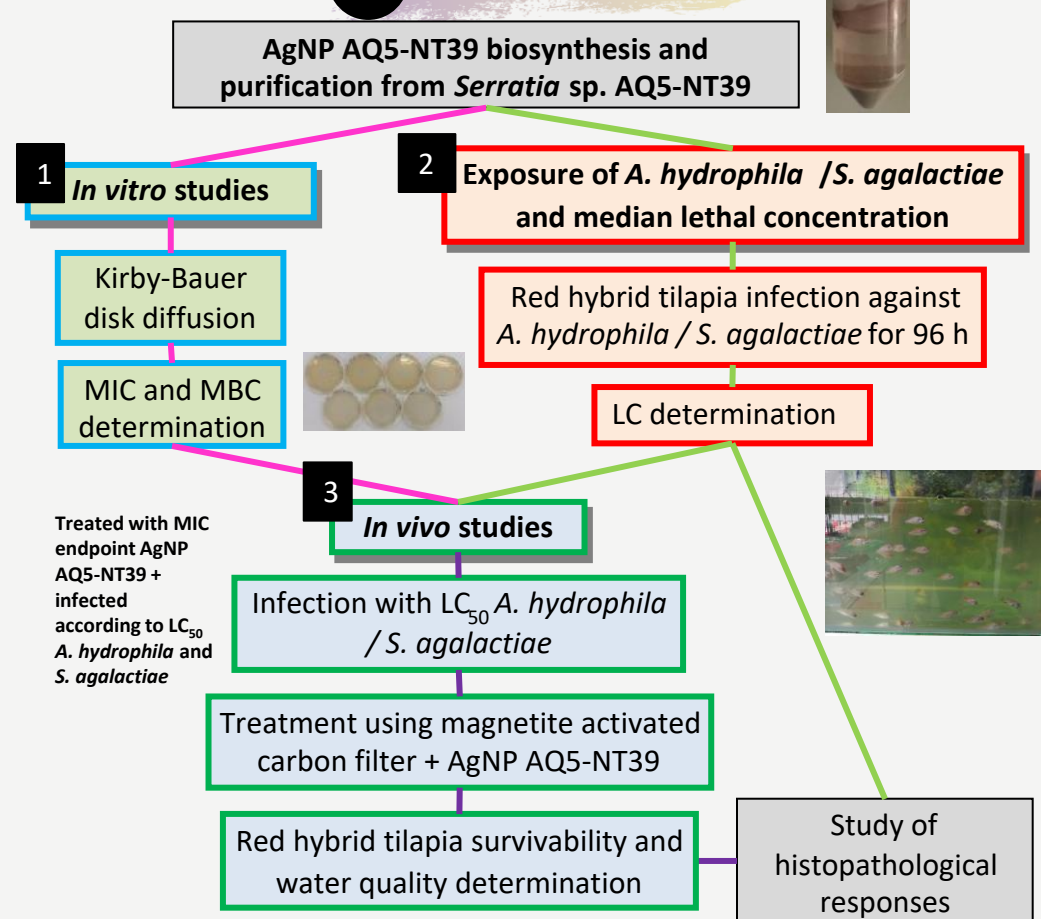 AgNP AQ5-NT39 biosynthesis and
purification from Serratia sp. AQ5-NT39
1
In vitro studies
Kirby-Bauer
disk diffusion
MIC and MBC
determination
2
Exposure of A. hydrophila /S. agalactiae
and median lethal concentration
Red hybrid tilapia infection against
A. hydrophila / S. agalactiae for 96 h
LC determination
3
In vivo studies
Treated with MIC
endpoint AgNP
AQ5-NT39 +
infected
according to LC50
A. hydrophila and
S. agalactiae
Infection with LC50 A. hydrophila
/ S. agalactiae
Treatment using magnetite activated
carbon filter + AgNP AQ5-NT39
Red hybrid tilapia survivability and
water quality determination
Study of
histopathological
responses